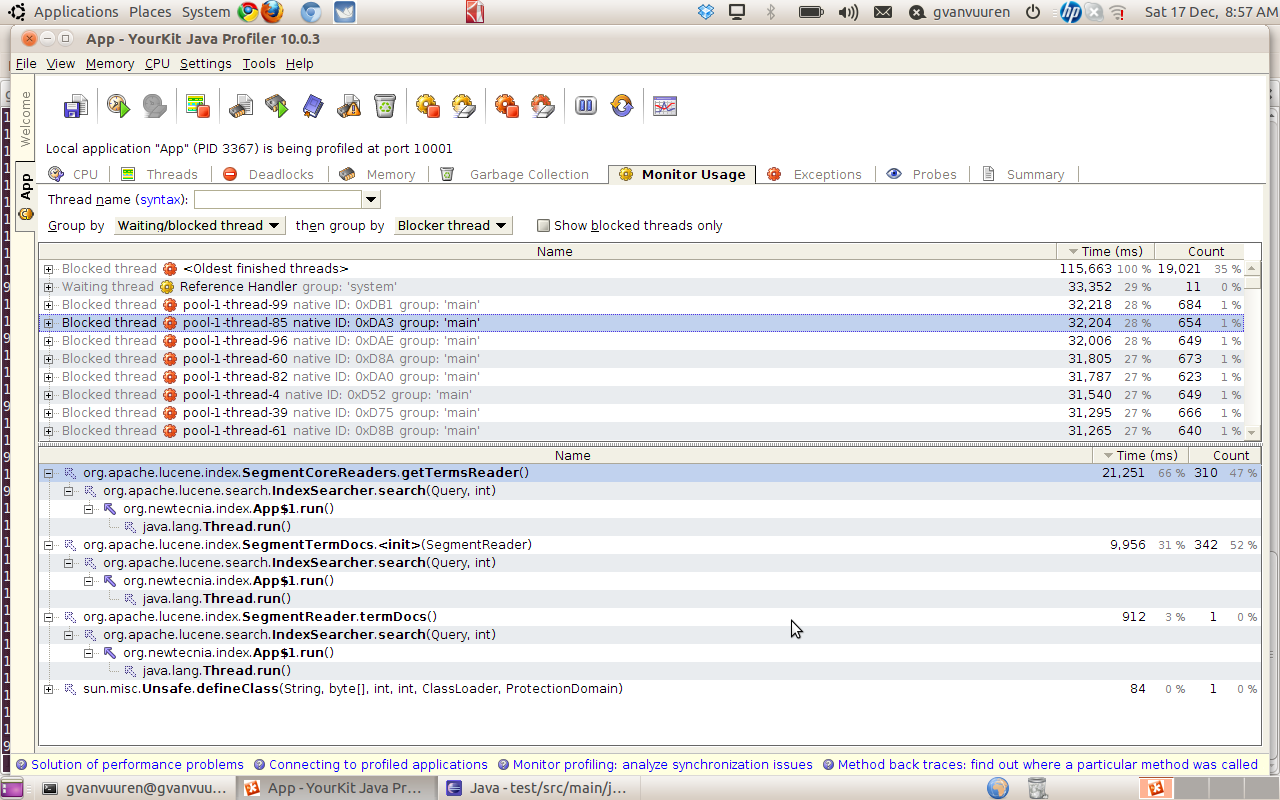 Applications Places System gvanvuuren Sat 17 Dec, 8:57 AM
App - YourKit Java Profiler 10.0.3
File View Memory CPU Settings Tools Help
Welcome
App
Local application "App" (PID 3367) is being profiled at port 10001
CPU Threads Deadlocks Memory Garbage Collection Monitor Usage Exceptions Probes Summary
Thread name (syntax):
Group by Waiting/blocked thread then group by Blocker thread Show blocked threads only
Name Time (ms) Count
Blocked thread <Oldest finished threads> 115,663 100 % 19,021 35 %
Waiting thread Reference Handler group: 'system' 33,352 29 % 11 0 %
Blocked thread pool-1-thread-99 native ID: 0xDB1 group: 'main' 32,218 28 % 684 1 %
Blocked thread pool-1-thread-85 native ID: 0xDA3 group: 'main' 32,204 28 % 654 1 %
Blocked thread pool-1-thread-96 native ID: 0xDAE group: 'main' 32,006 28 % 649 1 %
Blocked thread pool-1-thread-60 native ID: 0xD8A group: 'main' 31,805 27 % 673 1 %
Blocked thread pool-1-thread-82 native ID: 0xDA0 group: 'main' 31,787 27 % 623 1 %
Blocked thread pool-1-thread-4 native ID: 0xD52 group: 'main' 31,540 27 % 649 1 %
Blocked thread pool-1-thread-39 native ID: 0xD75 group: 'main' 31,295 27 % 666 1 %
Blocked thread pool-1-thread-61 native ID: 0xD8B group: 'main' 31,265 27 % 640 1 %
Name Time (ms) Count
org.apache.lucene.index.SegmentCoreReaders.getTermsReader() 21,251 66 % 310 47 %
org.apache.lucene.search.IndexSearcher.search(Query, int)
org.newtecnia.index.App$1.run()
java.lang.Thread.run()
org.apache.lucene.index.SegmentTermDocs.<init>(SegmentReader) 9,956 31 % 342 52 %
org.apache.lucene.search.IndexSearcher.search(Query, int)
org.newtecnia.index.App$1.run()
java.lang.Thread.run()
org.apache.lucene.index.SegmentReader.termDocs() 912 3 % 1 0 %
org.apache.lucene.search.IndexSearcher.search(Query, int)
org.newtecnia.index.App$1.run()
java.lang.Thread.run()
sun.misc.Unsafe.defineClass(String, byte[], int, int, ClassLoader, ProtectionDomain) 84 0 % 1 0 %
Solution of performance problems Connecting to profiled applications Monitor profiling: analyze synchronization issues Method back traces: find out where a particular method was called
gvanvuuren@gvanvuu... App - YourKit Java Pr... Java - test/src/main/j...